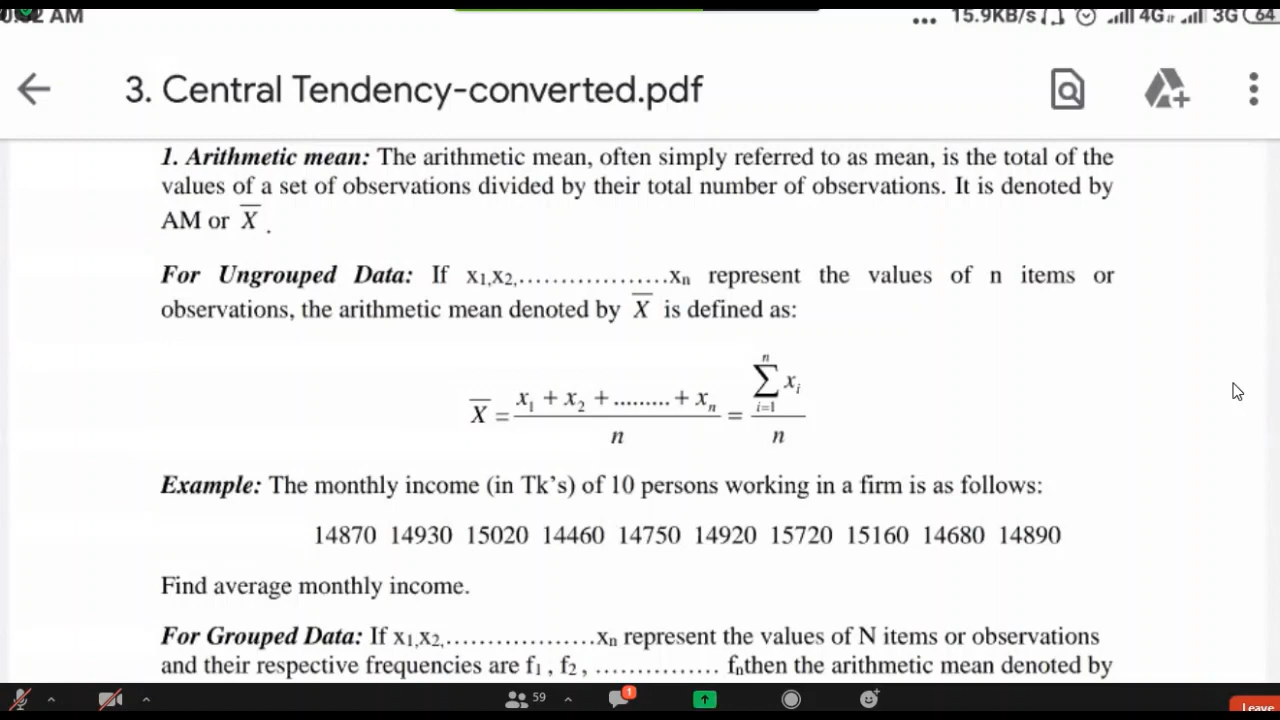 AM
... 15.9KB/s 4G 3G 64
3. Central Tendency-converted.pdf
1. Arithmetic mean: The arithmetic mean, often simply referred to as mean, is the total of the
values of a set of observations divided by their total number of observations. It is denoted by
AM or X̄ .
For Ungrouped Data: If x₁,x₂,..................xₙ represent the values of n items or
observations, the arithmetic mean denoted by X̄ is defined as:
X̄ = (x₁ + x₂ + ......... + xₙ) / n = (∑ᵢ₌₁ⁿ xᵢ) / n
Example: The monthly income (in Tk’s) of 10 persons working in a firm is as follows:
14870 14930 15020 14460 14750 14920 15720 15160 14680 14890
Find average monthly income.
For Grouped Data: If x₁,x₂,..................xₙ represent the values of N items or observations
and their respective frequencies are f₁ , f₂ , ............... fₙthen the arithmetic mean denoted by
59 1 Leave